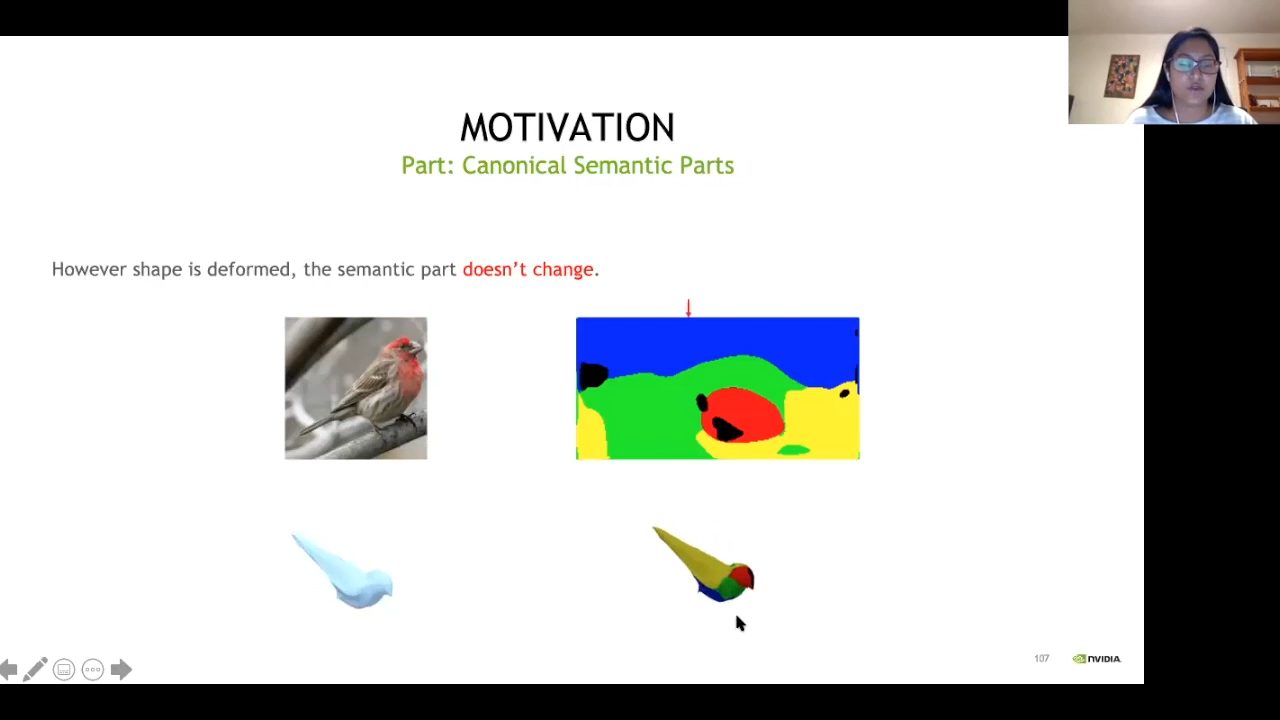 MOTIVATION
Part: Canonical Semantic Parts
However shape is deformed, the semantic part doesn't change.
107
NVIDIA.